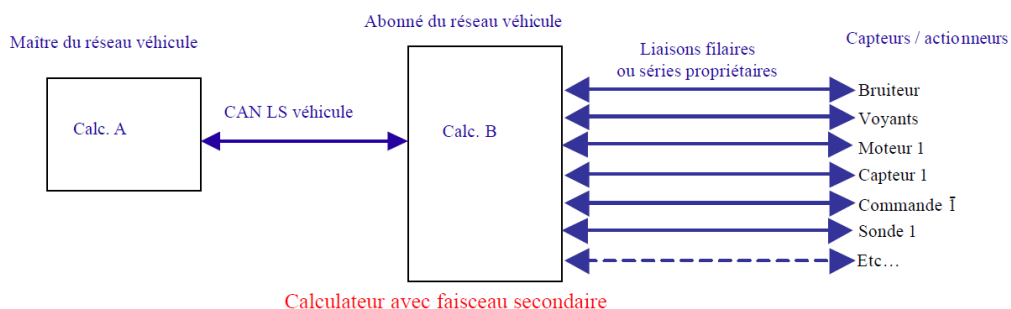 Abonné du réseau véhicule
Maître du réseau véhicule
Capteurs / actionneurs
Liaisons filaires
ou séries propriétaires
Calc. A
CAN LS véhicule
Calc. B
Bruiteur
Voyants
Moteur 1
Capteur 1
Commande 1
Sonde 1
Etc…
Calculateur avec faisceau secondaire